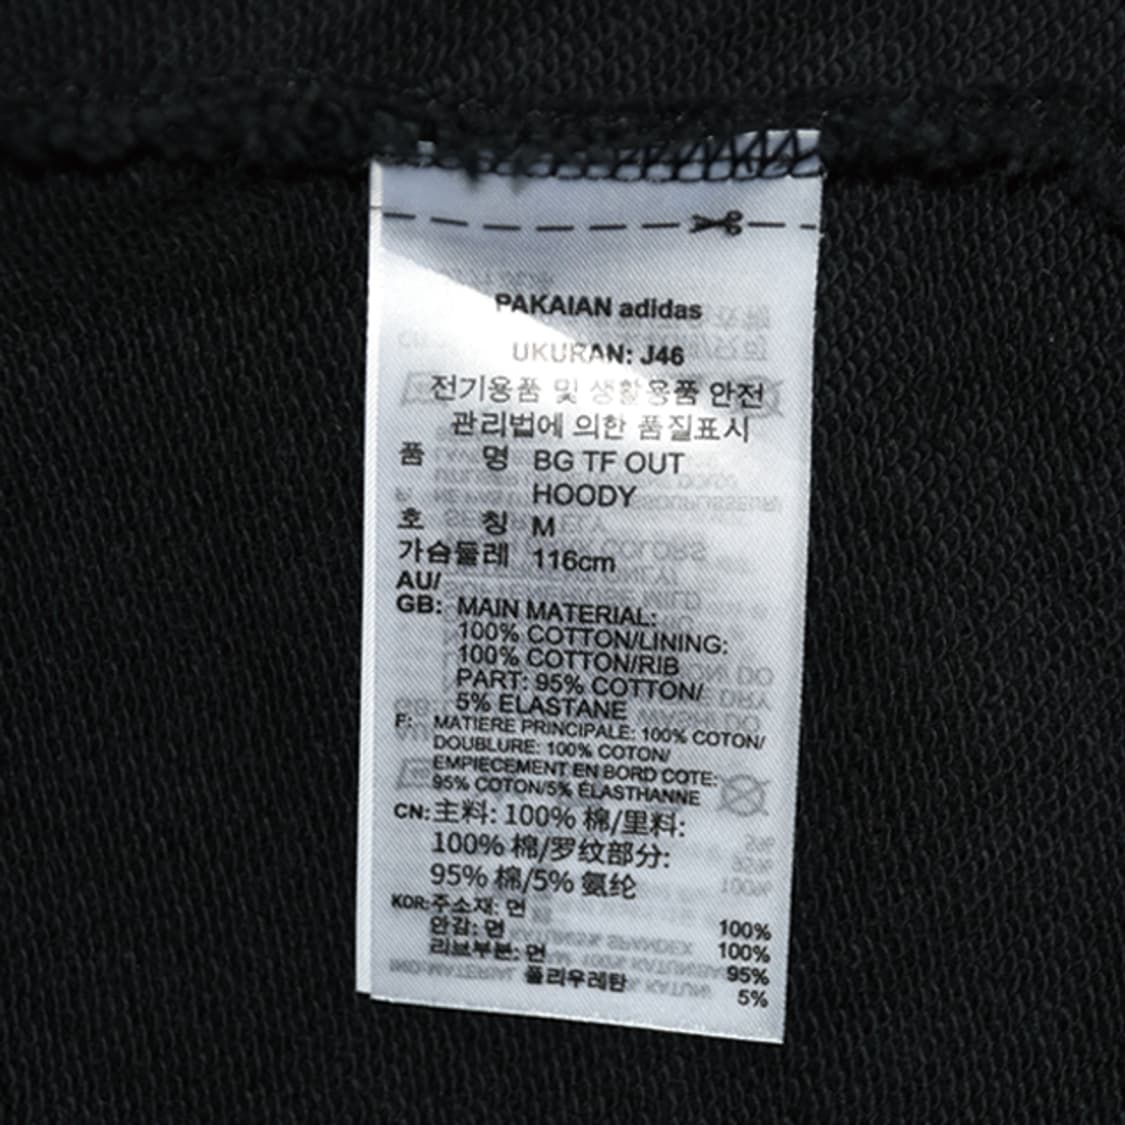 PAKAIAN adidas
UKURAN: J46
전기용품 및 생활용품 안전
관리법에 의한 품질표시
품 명 BG TF OUT
HOODY
호 칭 M
가슴둘레 116cm
AU/
GB: MAIN MATERIAL:
100% COTTON/LINING:
100% COTTON/RIB
PART: 95% COTTON/
5% ELASTANE
F: MATIERE PRINCIPALE: 100% COTON/
DOUBLURE: 100% COTON/
EMPIECEMENT EN BORD COTE:
95% COTON/5% ÉLASTHANNE
CN: 主料: 100% 棉/里料:
100% 棉/罗纹部分:
95% 棉/5% 氨纶
KOR: 주소재: 면 100%
안감: 면 100%
리브부분: 면 95%
폴리우레탄 5%